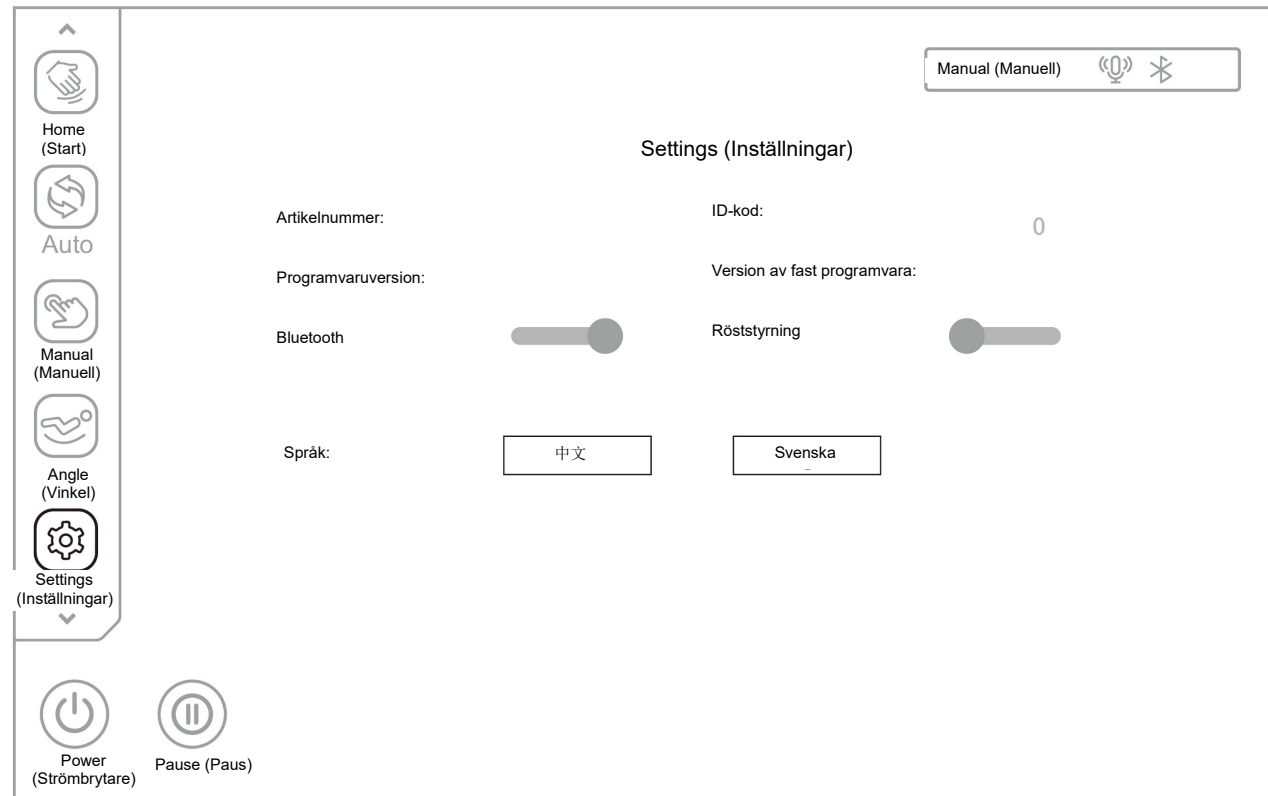 Manual (Manuell)
Home
(Start)
Auto
Manual
(Manuell)
Angle
(Vinkel)
Settings
(Inställningar)
Settings (Inställningar)
Artikelnummer:
ID-kod:
0
Programvaruversion:
Version av fast programvara:
Bluetooth
Röststyrning
Språk:
中文
Svenska
Power
(Strömbrytare)
Pause (Paus)